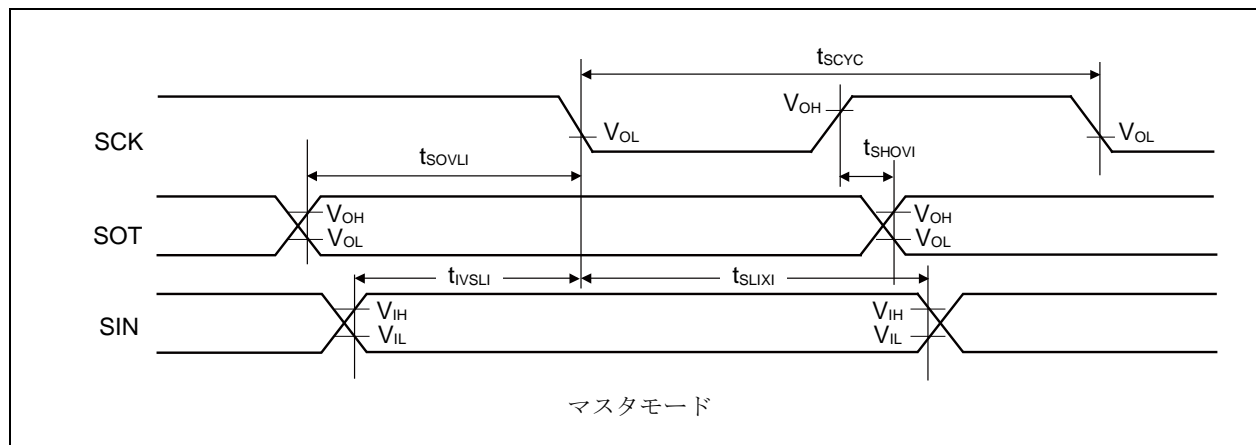 tSCYC
VOH
SCK
VOL
VOL
tSOVLI
tSHOVI
VOH
VOH
SOT
VOL
VOL
tIVSLI
tSLIXI
VIH
VIH
SIN
VIL
VIL
マスタモード